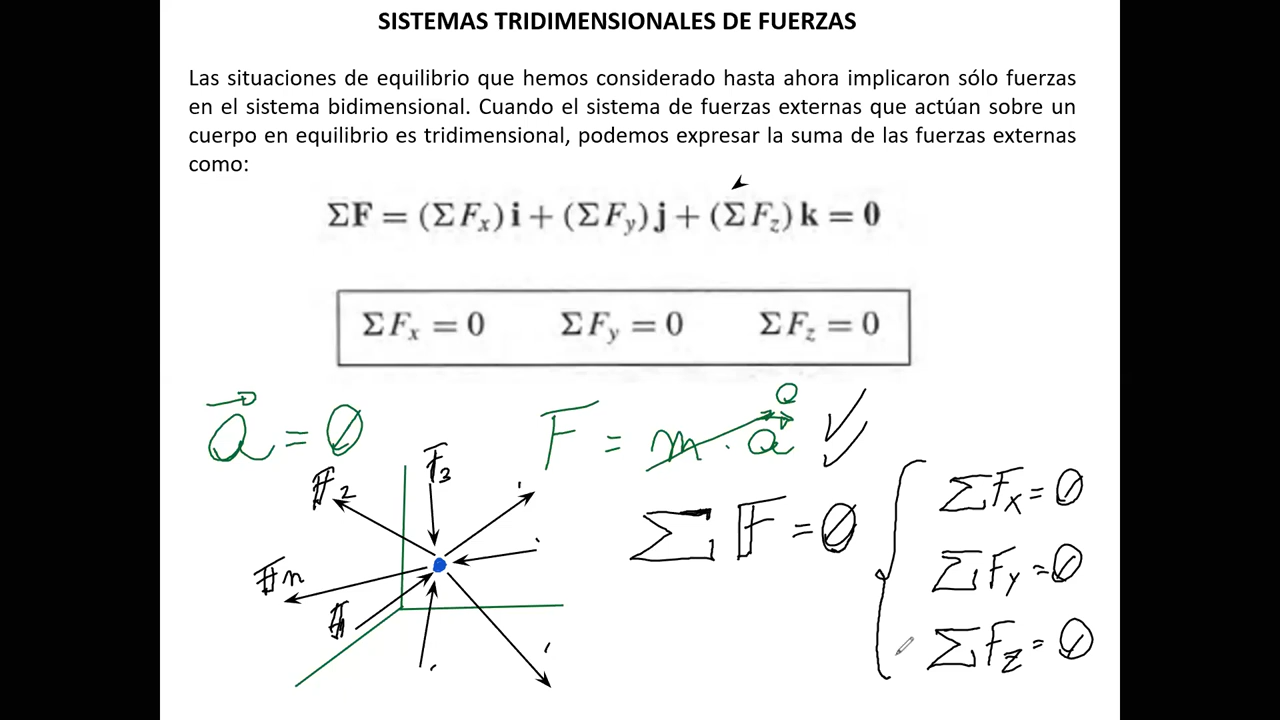 SISTEMAS TRIDIMENSIONALES DE FUERZAS
Las situaciones de equilibrio que hemos considerado hasta ahora implicaron sólo fuerzas
en el sistema bidimensional. Cuando el sistema de fuerzas externas que actúan sobre un
cuerpo en equilibrio es tridimensional, podemos expresar la suma de las fuerzas externas
como:
ΣF = (ΣFx) i + (ΣFy) j + (ΣFz) k = 0
ΣFx = 0 ΣFy = 0 ΣFz = 0
a = 0 F = m · a
0
F3
F2
ΣF = 0
ΣFx = 0
ΣFy = 0
ΣFz = 0
Fn